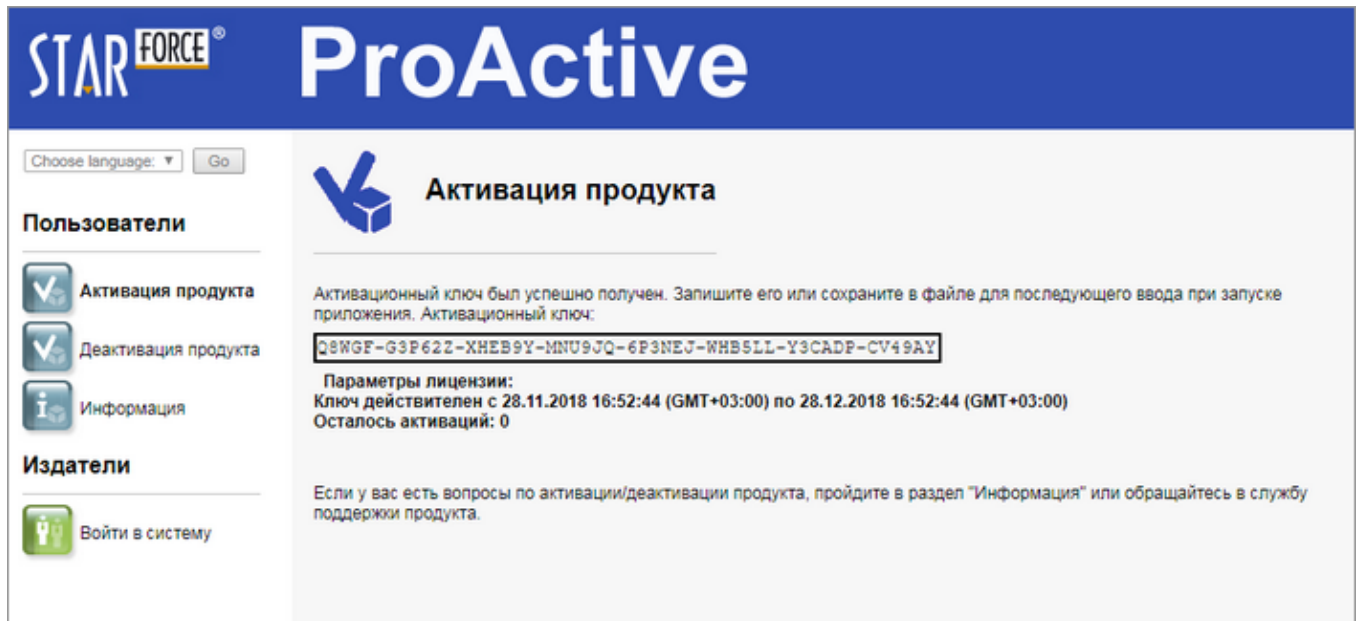 STARFORCE®
ProActive
Choose language: ▼ Go
Пользователи
Активация продукта
Деактивация продукта
Информация
Издатели
Войти в систему
Активация продукта
Активационный ключ был успешно получен. Запишите его или сохраните в файле для последующего ввода при запуске
приложения. Активационный ключ:
Q8WGF-G3P62Z-XHEB9Y-MNU9JQ-6P3NEJ-WHB5LL-Y3CADP-CV49AY
Параметры лицензии:
Ключ действителен с 28.11.2018 16:52:44 (GMT+03:00) по 28.12.2018 16:52:44 (GMT+03:00)
Осталось активаций: 0
Если у вас есть вопросы по активации/деактивации продукта, пройдите в раздел "Информация" или обращайтесь в службу
поддержки продукта.